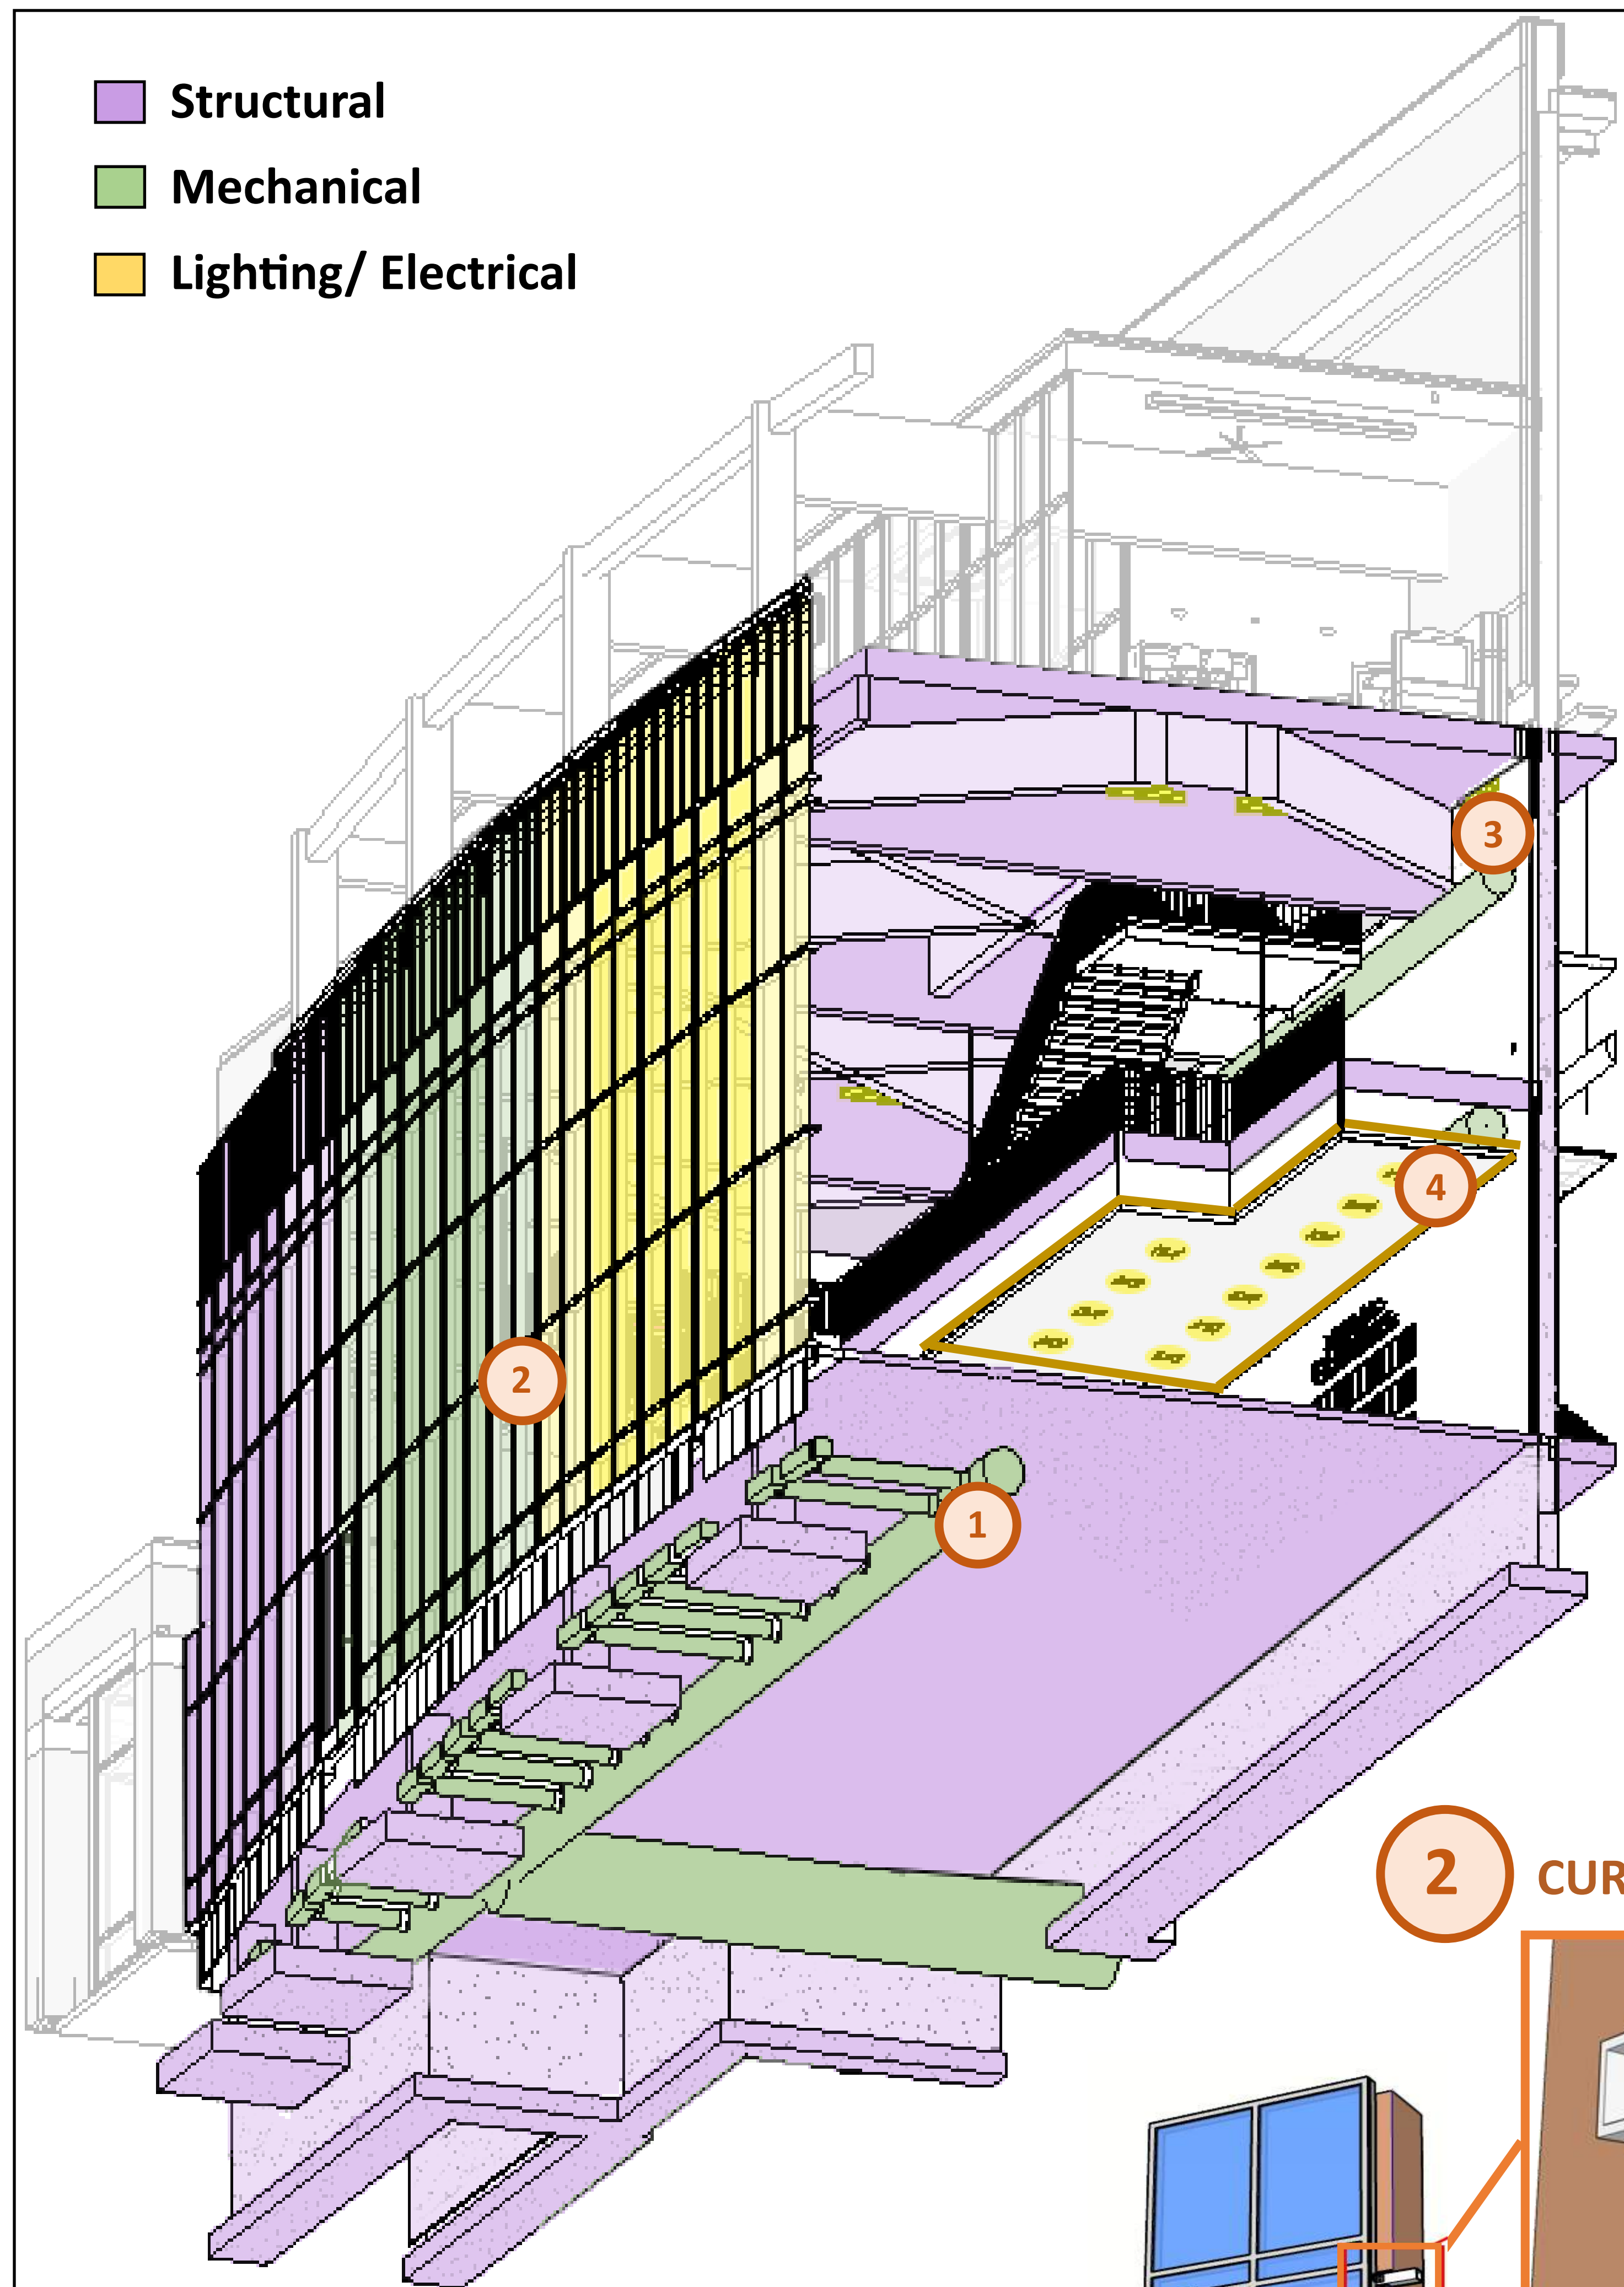 Structural
Mechanical
Lighting/ Electrical
3
4
2
1
2 CUR